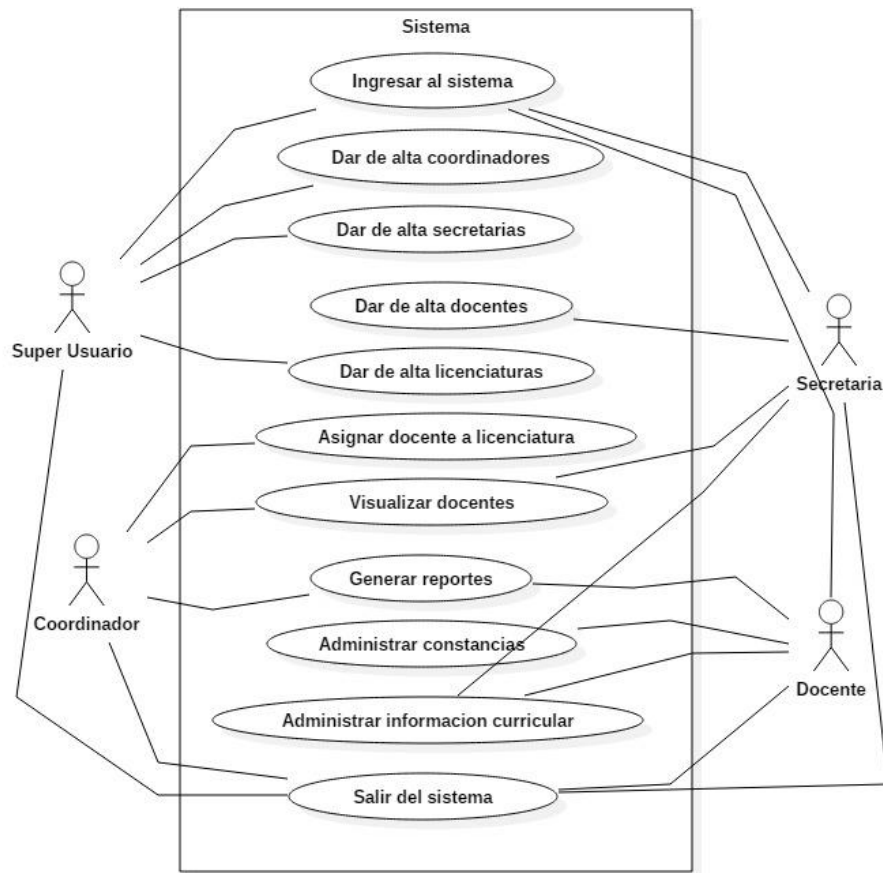 Sistema
Ingresar al sistema
Dar de alta coordinadores
Dar de alta secretarias
Dar de alta docentes
Super Usuario
Dar de alta licenciaturas
Secretaria
Asignar docente a licenciatura
Visualizar docentes
Generar reportes
Coordinador
Administrar constancias
Docente
Administrar informacion curricular
Salir del sistema